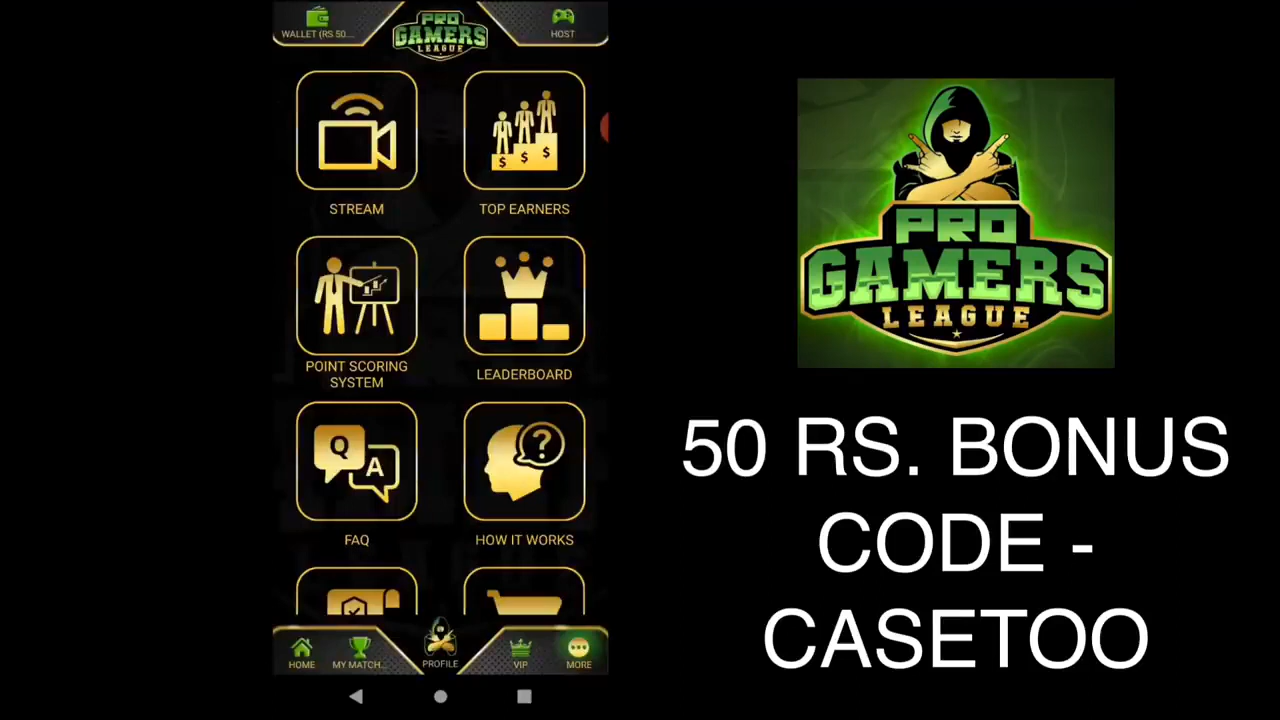 WALLET (RS 50...
PRO
GAMERS
LEAGUE
HOST
STREAM
TOP EARNERS
$ $ $
POINT SCORING
SYSTEM
LEADERBOARD
Q
A
?
FAQ
HOW IT WORKS
HOME
MY MATCH...
PROFILE
VIP
MORE
PRO
GAMERS
LEAGUE
50 RS. BONUS
CODE -
CASETOO